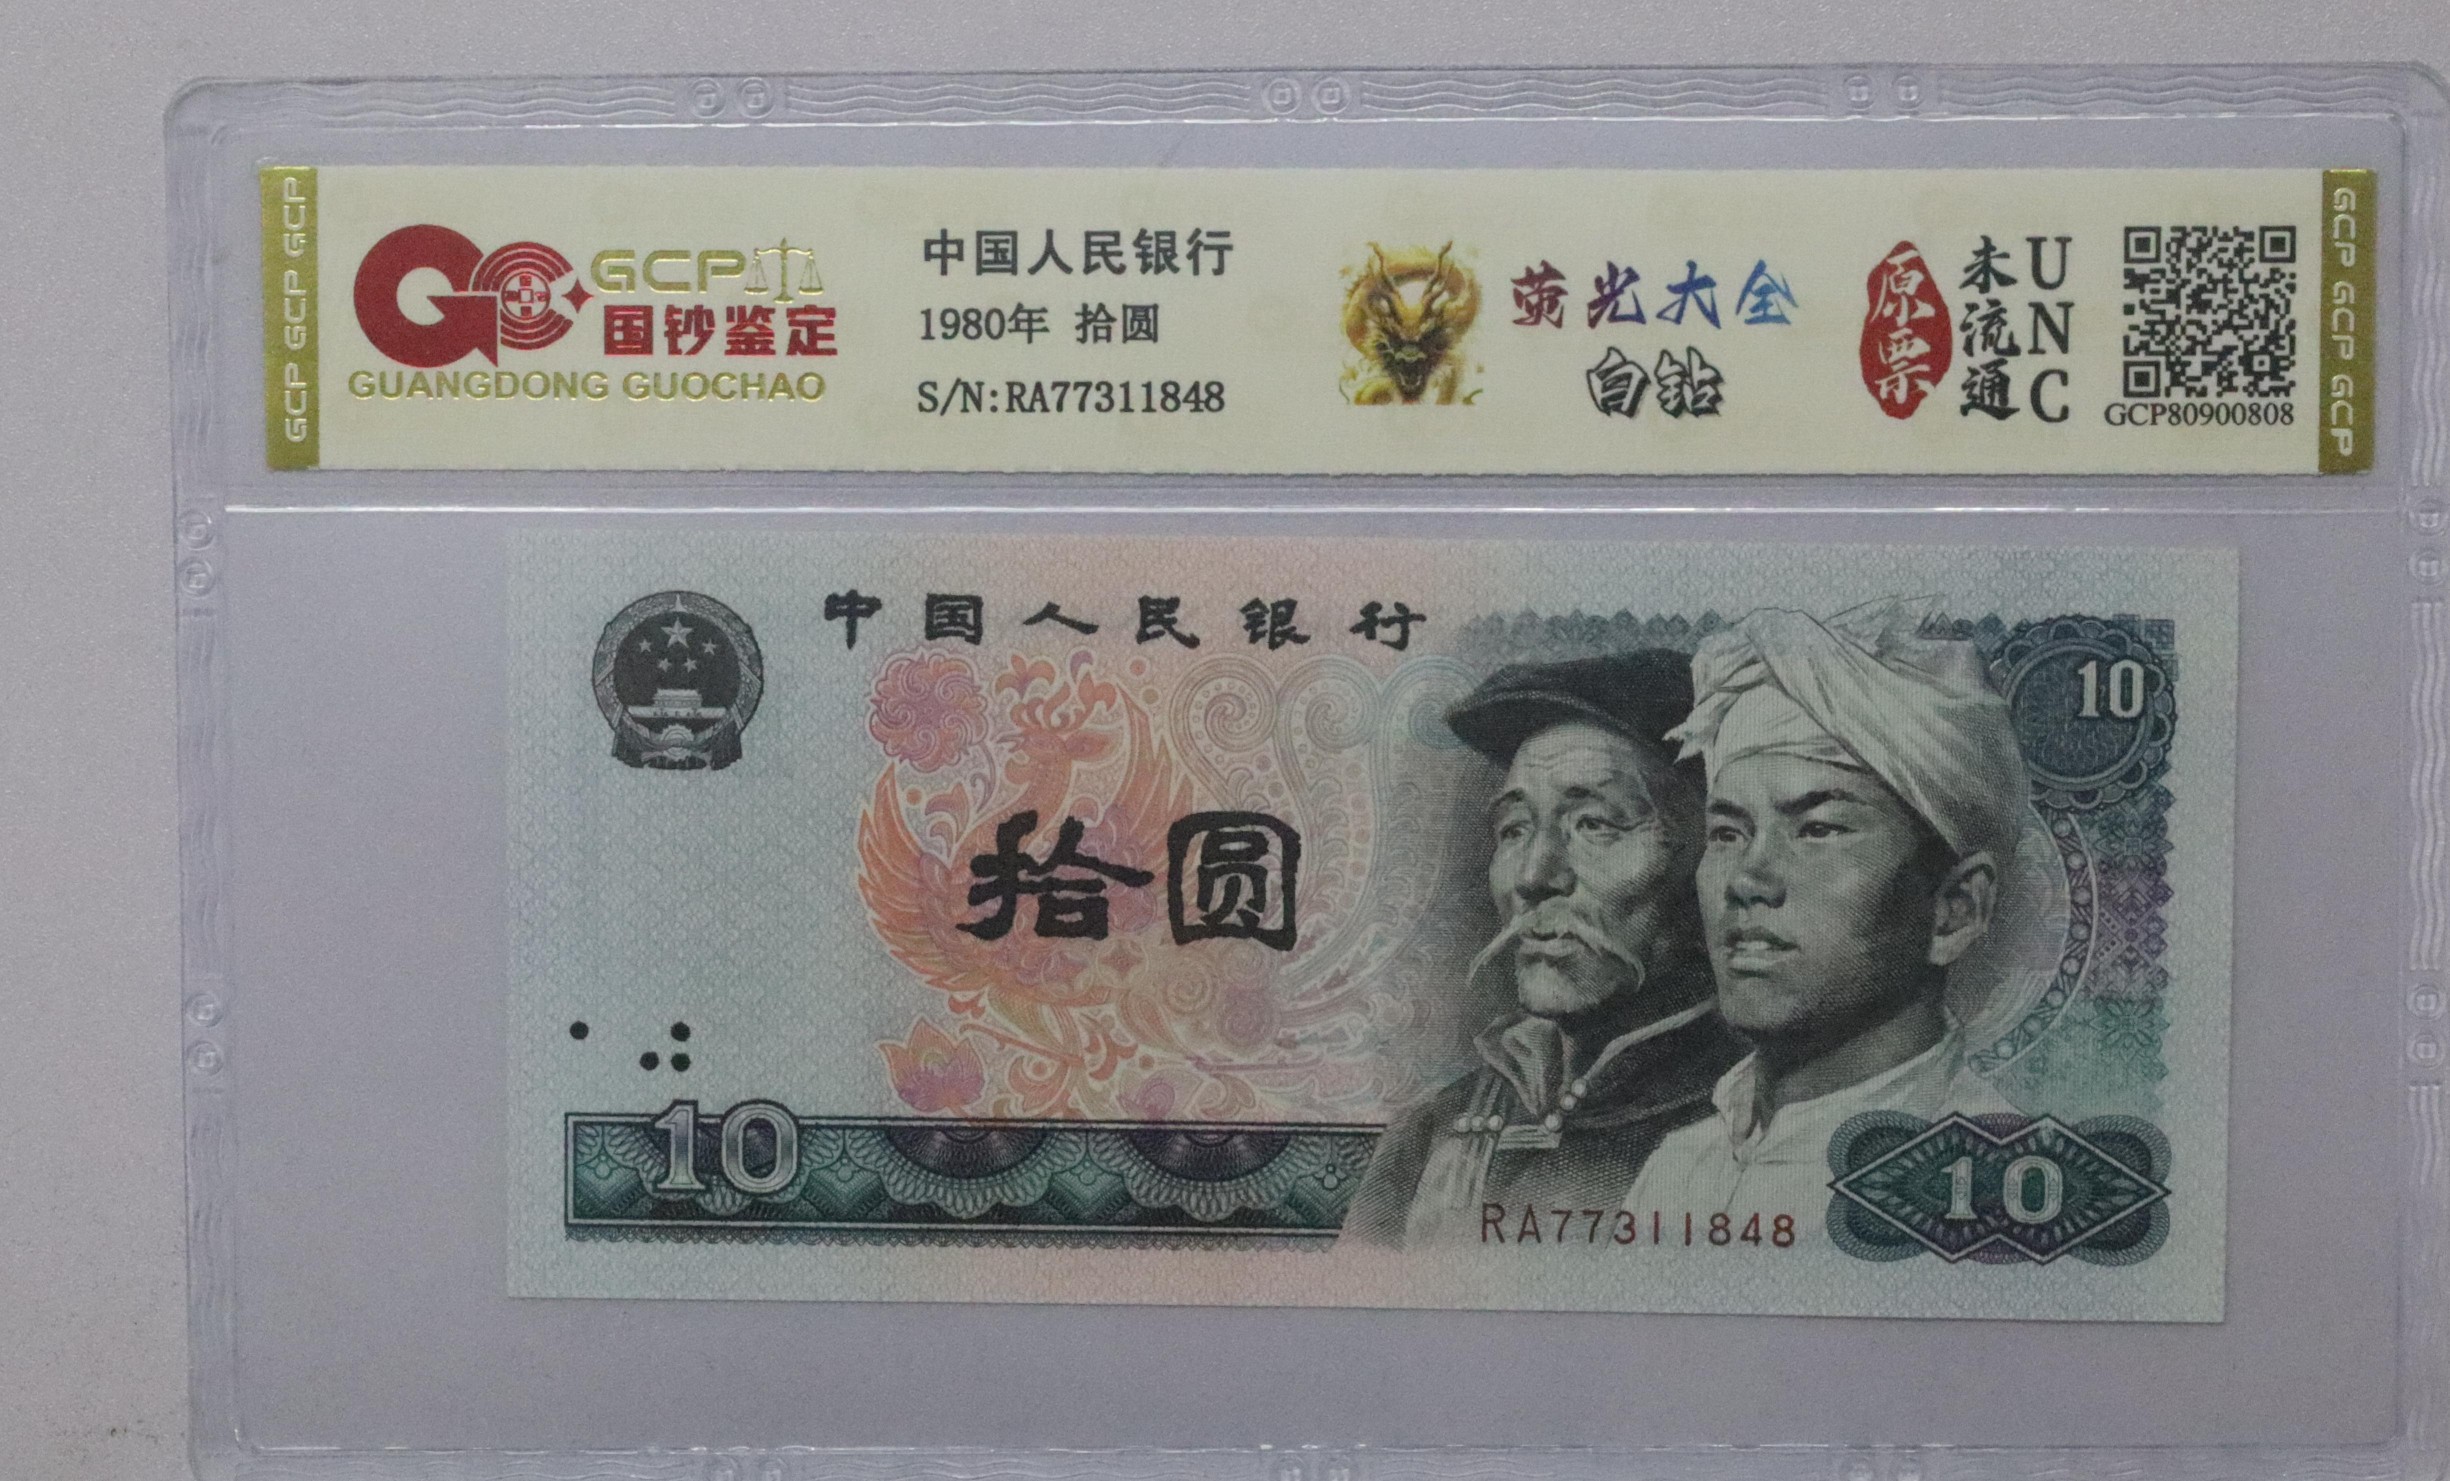 GCP GCP GCP
GCP
国钞鉴定
GUANGDONG GUOCHAO
中国人民银行
1980年 拾圆
S/N:RA77311848
荧光大全
白钻
原票
未流通
UNC
GCP80900808
GCP GCP GCP
中国人民银行
10
拾圆
10
10
RA77311848